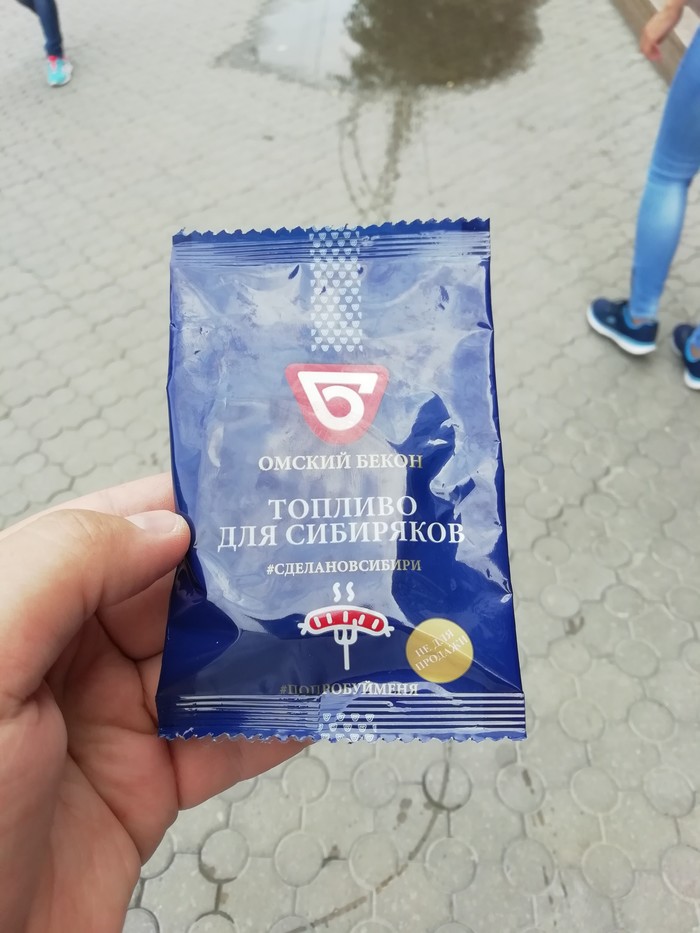 ОМСКИЙ БЕКОН
ТОПЛИВО
ДЛЯ СИБИРЯКОВ
#СДЕЛАНОВСИБИРИ
НЕ ДЛЯ
ПРОДАЖИ
#ПОПРОБУЙМЕНЯ